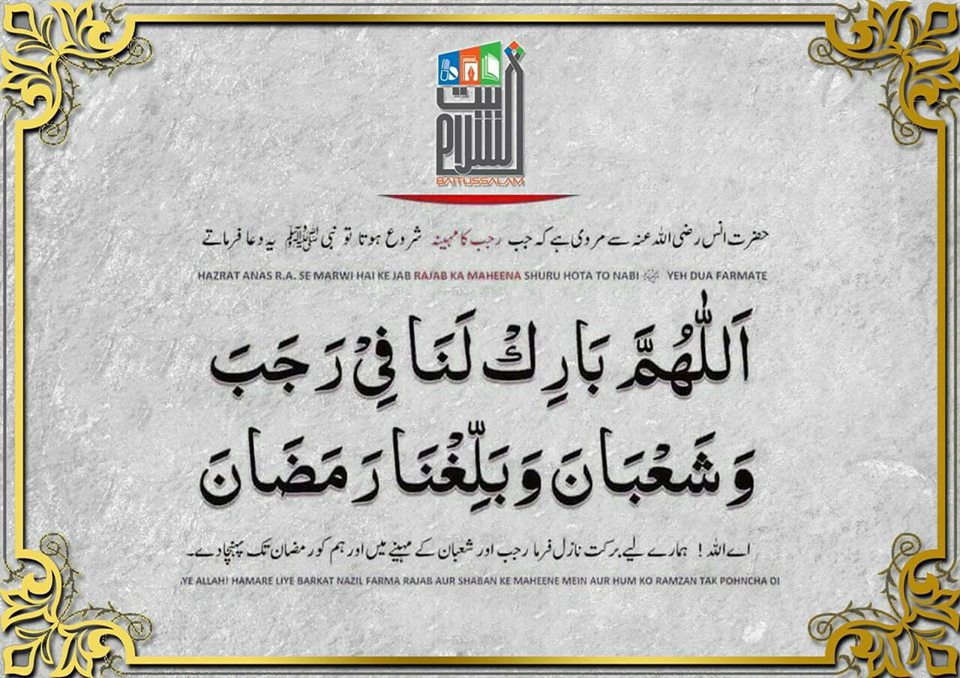 بيت السلام
BAITUSSALAM
حضرت انس رضی اللہ عنہ سے مروی ہے کہ جب رجب کا مہینہ شروع ہوتا تو نبی ﷺ یہ دعا فرماتے
HAZRAT ANAS R.A. SE MARWI HAI KE JAB RAJAB KA MAHEENA SHURU HOTA TO NABI ﷺ YEH DUA FARMATE
اَللّٰهُمَّ بَارِكْ لَنَا فِیْ رَجَبَ
وَشَعْبَانَ وَبَلِّغْنَا رَمَضَانَ
اے اللہ! ہمارے لیے برکت نازل فرما رجب اور شعبان کے مہینے میں اور ہم کو رمضان تک پہنچا دے۔
.YE ALLAH! HAMARE LIYE BARKAT NAZIL FARMA RAJAB AUR SHABAN KE MAHEENE MEIN AUR HUM KO RAMZAN TAK POHNCHA DI